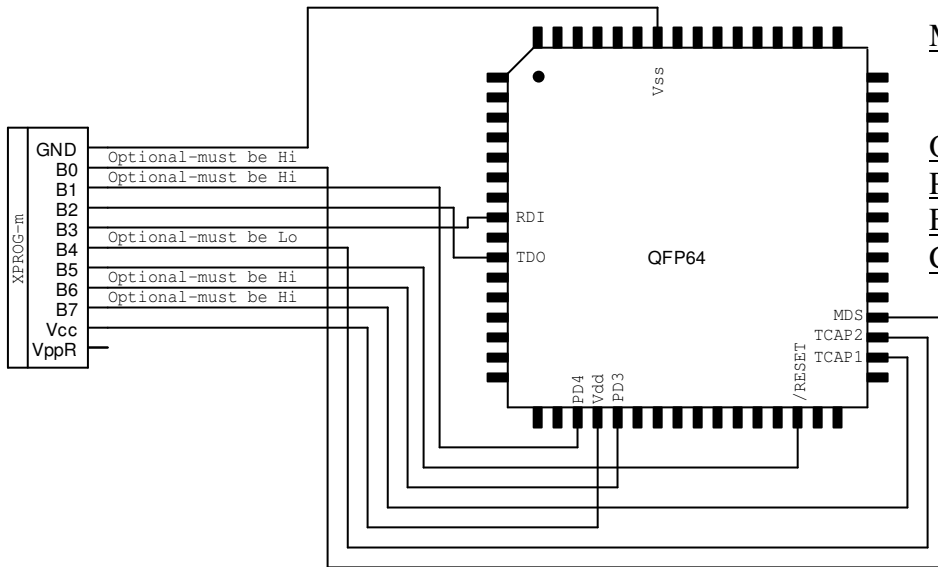 XPROG-m
GND
B0
B1
B2
B3
B4
B5
B6
B7
Vcc
VppR
Optional-must be Hi
Optional-must be Hi
Optional-must be Lo
Optional-must be Hi
Optional-must be Hi
Vss
RDI
TDO
QFP64
MDS
TCAP2
TCAP1
PD4
Vdd
PD3
/RESET